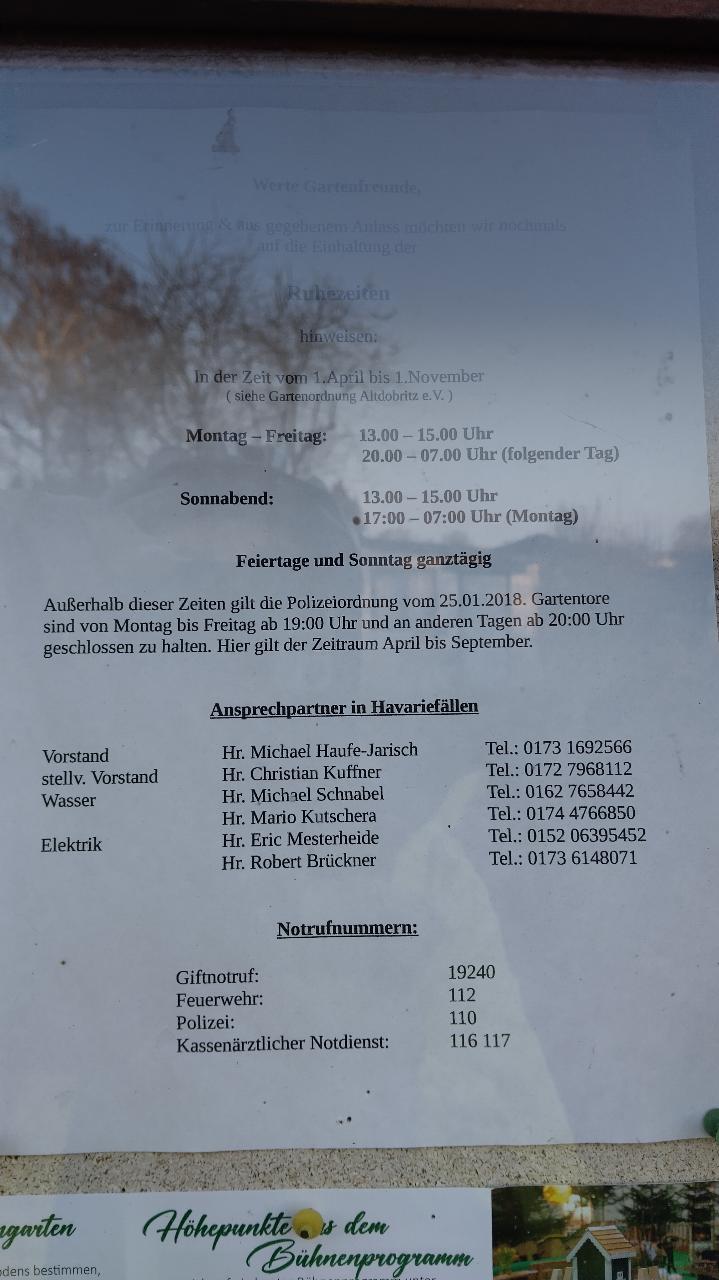 Werte Gartenfreunde,
zur Erinnerung & aus gegebenem Anlass möchten wir nochmals
auf die Einhaltung der
Ruhezeiten
hinweisen:
In der Zeit vom 1.April bis 1.November
( siehe Gartenordnung Altdobritz e.V. )
Montag – Freitag: 13.00 – 15.00 Uhr
20.00 – 07.00 Uhr (folgender Tag)
Sonnabend: 13.00 – 15.00 Uhr
17:00 – 07:00 Uhr (Montag)
Feiertage und Sonntag ganztägig
Außerhalb dieser Zeiten gilt die Polizeiordnung vom 25.01.2018. Gartentore
sind von Montag bis Freitag ab 19:00 Uhr und an anderen Tagen ab 20:00 Uhr
geschlossen zu halten. Hier gilt der Zeitraum April bis September.
Ansprechpartner in Havariefällen
Vorstand Hr. Michael Haufe-Jarisch Tel.: 0173 1692566
stellv. Vorstand Hr. Christian Kuffner Tel.: 0172 7968112
Wasser Hr. Michael Schnabel Tel.: 0162 7658442
Hr. Mario Kutschera Tel.: 0174 4766850
Elektrik Hr. Eric Mesterheide Tel.: 0152 06395452
Hr. Robert Brückner Tel.: 0173 6148071
Notrufnummern:
Giftnotruf: 19240
Feuerwehr: 112
Polizei: 110
Kassenärztlicher Notdienst: 116 117
ngarten
Höhepunkte aus dem
Bühnenprogramm
odens bestimmen,